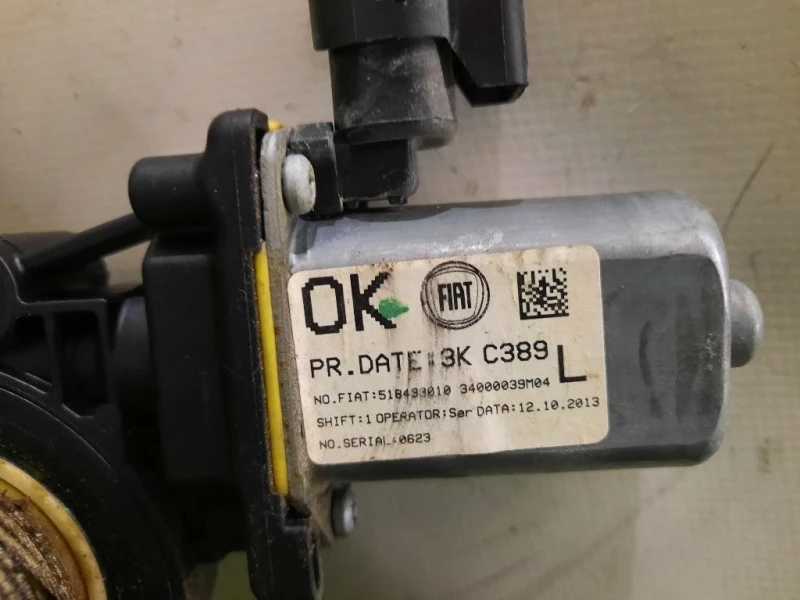 OK FIAT
PR.DATE:3K C389 L
NO.FIAT:518433010 34000039M04
SHIFT:1 OPERATOR:Ser DATA:12.10.2013
NO.SERIAL:0623